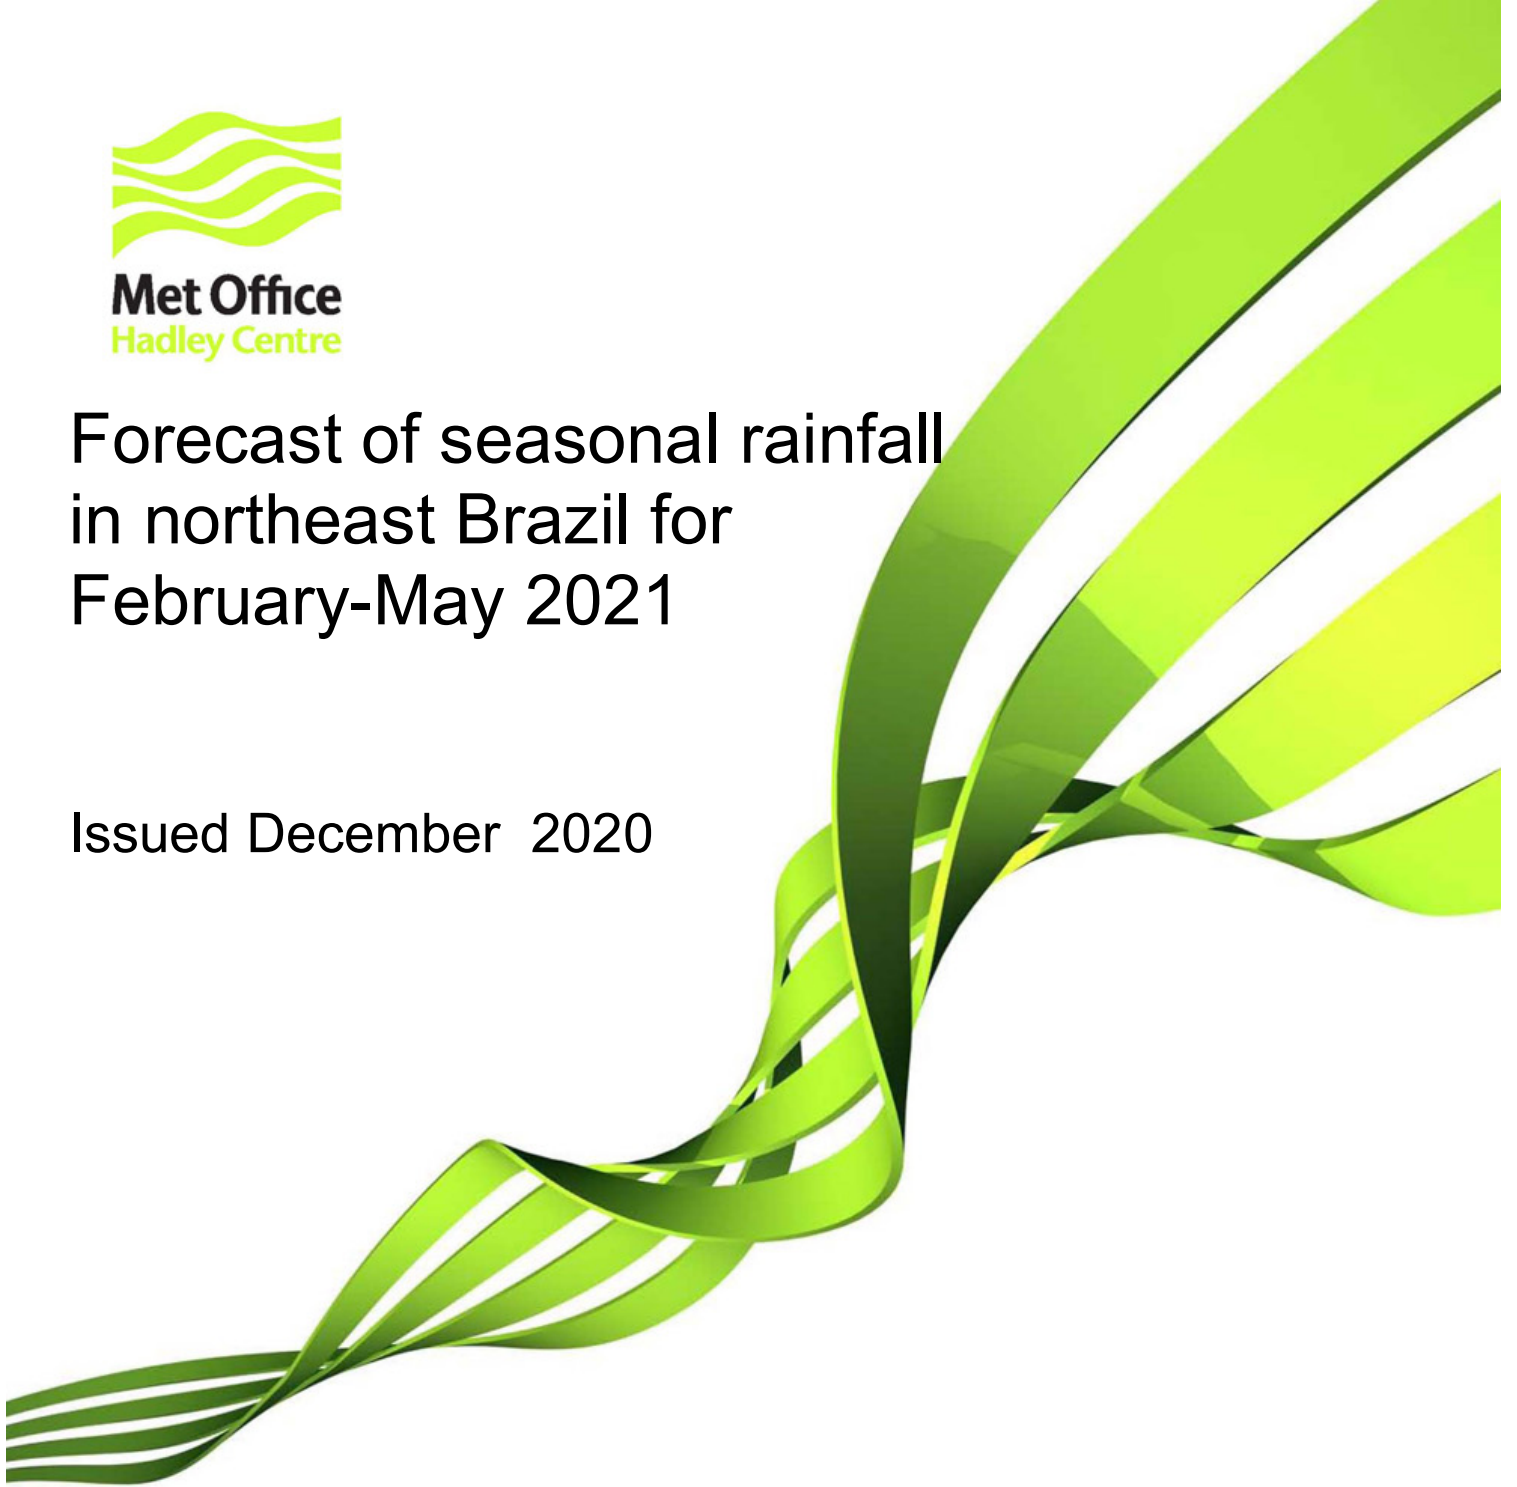 Met Office
Hadley Centre
Forecast of seasonal rainfall
in northeast Brazil for
February-May 2021
Issued December 2020